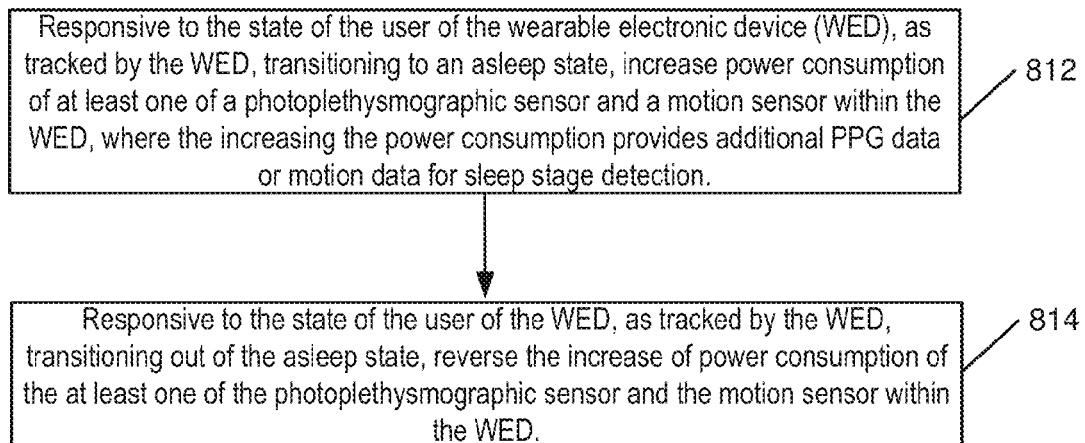 Responsive to the state of the user of the wearable electronic device (WED), as
tracked by the WED, transitioning to an asleep state, increase power consumption
of at least one of a photoplethysmographic sensor and a motion sensor within the
WED, where the increasing the power consumption provides additional PPG data
or motion data for sleep stage detection.
812
Responsive to the state of the user of the WED, as tracked by the WED,
transitioning out of the asleep state, reverse the increase of power consumption of
the at least one of the photoplethysmographic sensor and the motion sensor within
the WED.
814